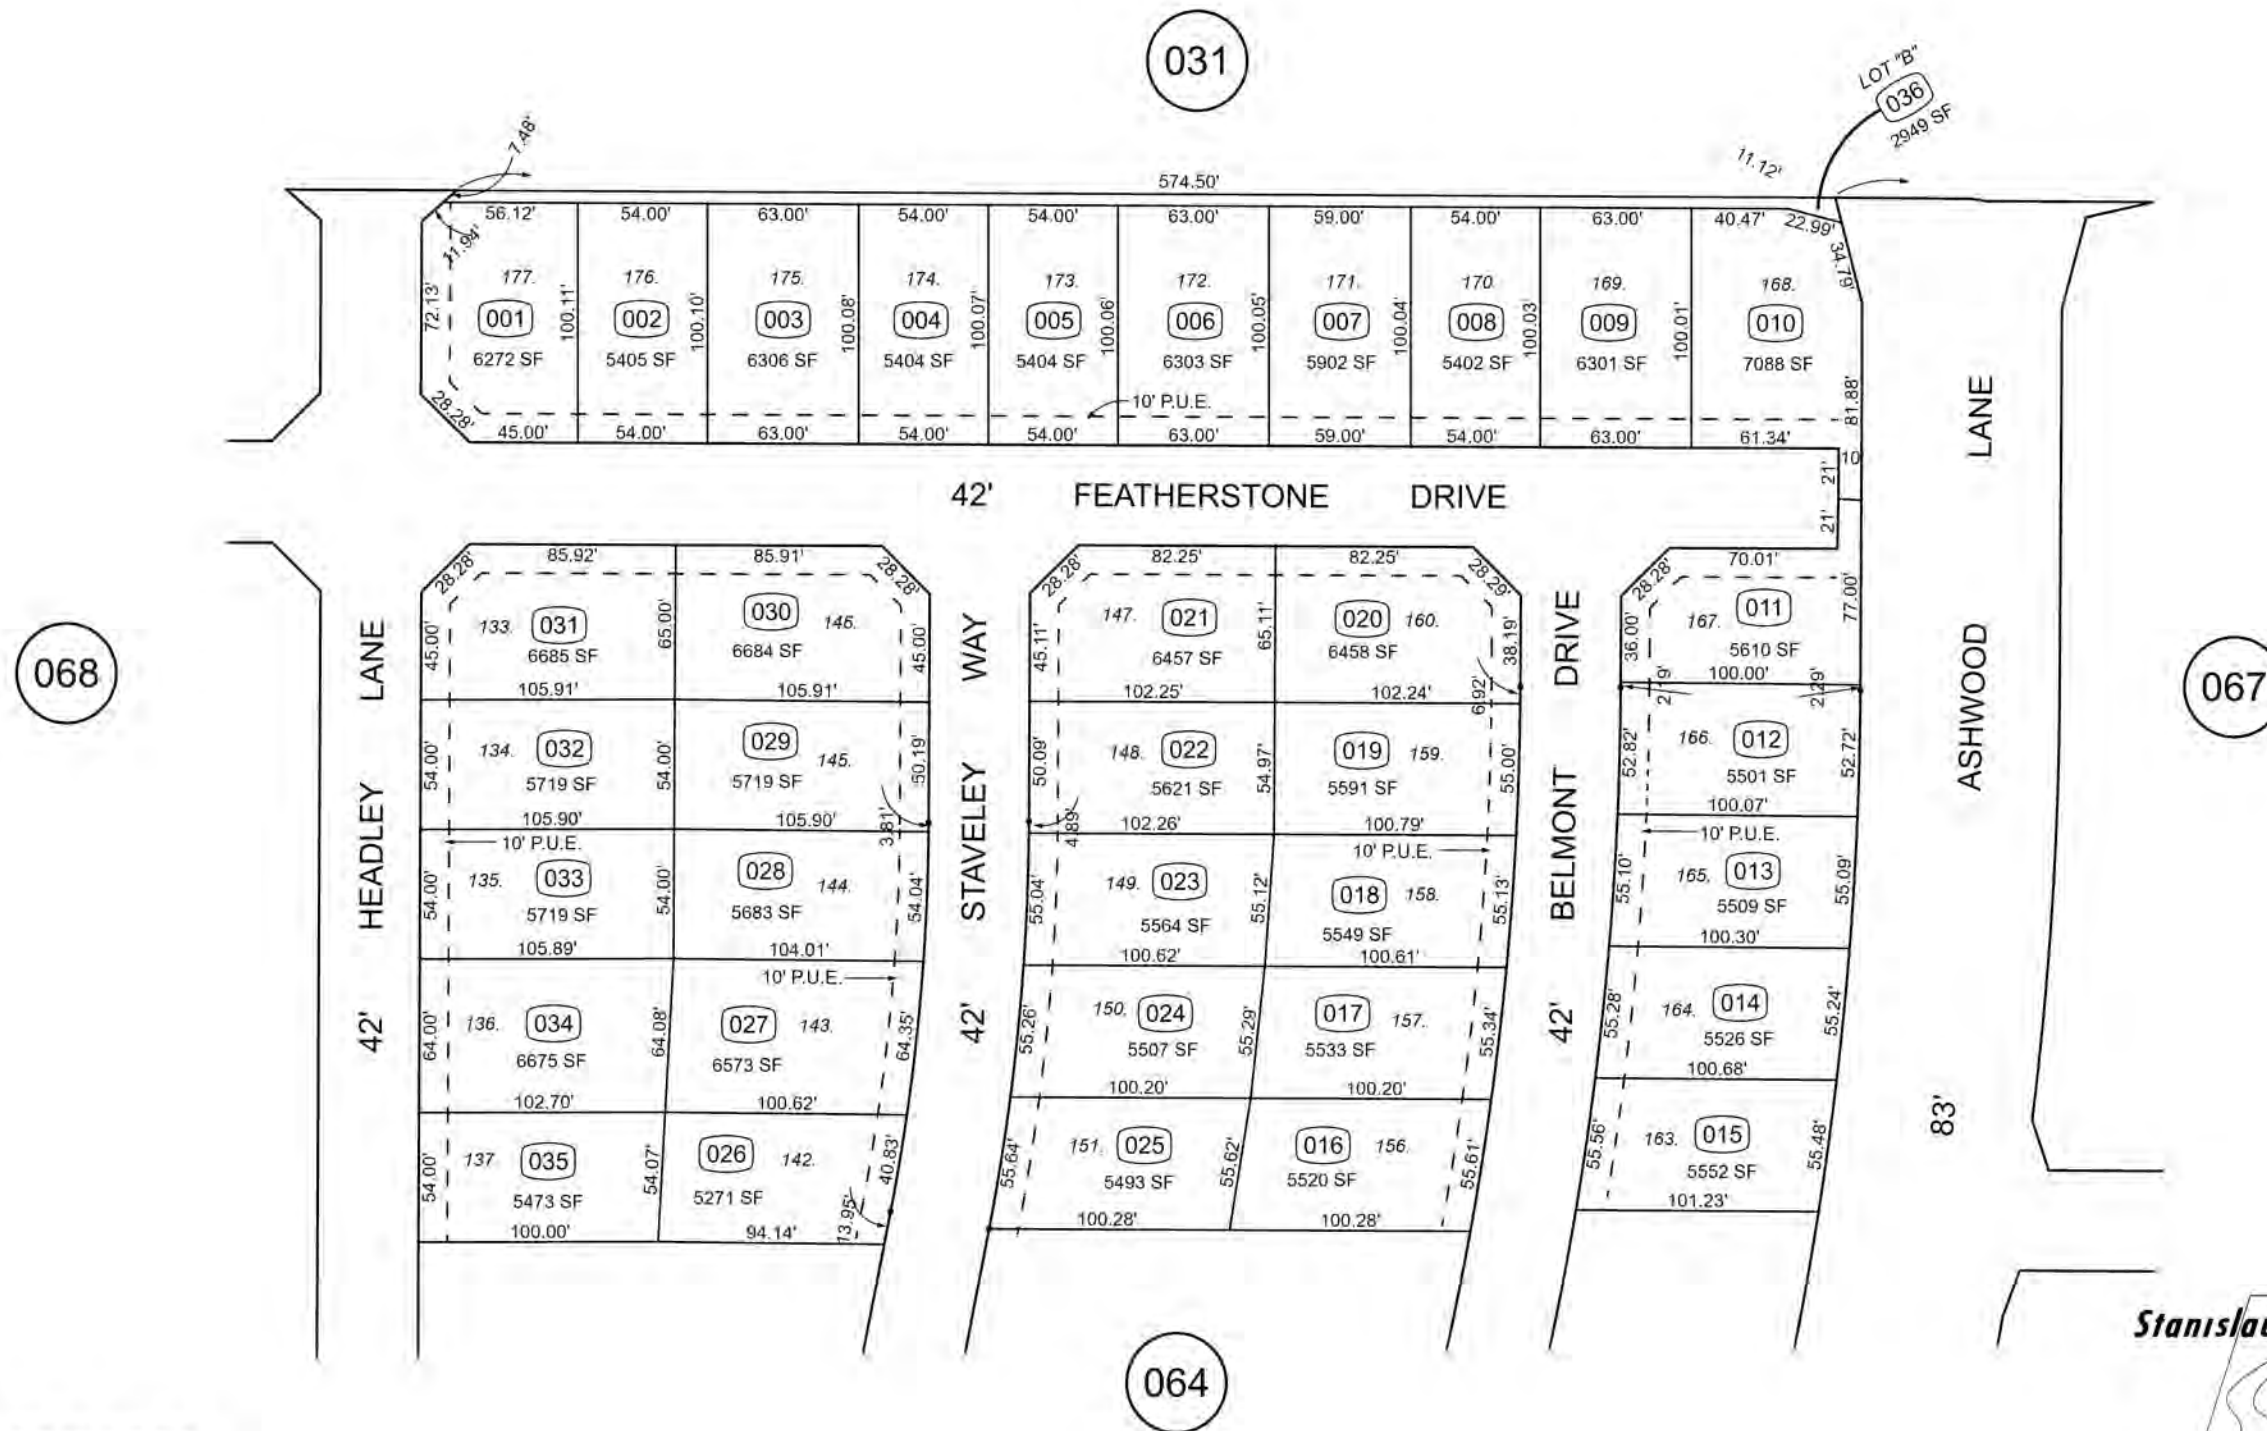 031
LOT "B"
036
2949 SF
7.48'
11.12'
574.50'
56.12' 54.00' 63.00' 54.00' 54.00' 63.00' 59.00' 54.00' 63.00' 40.47' 22.99'
11.94'
34.79'
177. 176. 175. 174. 173. 172. 171. 170. 169. 168.
72.13' 100.11' 100.10' 100.08' 100.07' 100.06' 100.05' 100.04' 100.03' 100.01'
001 002 003 004 005 006 007 008 009 010
6272 SF 5405 SF 6306 SF 5404 SF 5404 SF 6303 SF 5902 SF 5402 SF 6301 SF 7088 SF
10' P.U.E.
81.88'
28.28'
45.00' 54.00' 63.00' 54.00' 54.00' 63.00' 59.00' 54.00' 63.00' 61.34'
10
21'
42' FEATHERSTONE DRIVE
21'
85.92' 85.91' 82.25' 82.25' 70.01'
28.28' 28.28' 28.28' 28.29' 28.28'
133. 031 030 146. 147. 021 020 160. 167. 011
6685 SF 6684 SF 6457 SF 6458 SF 5610 SF
45.00' 65.00' 45.00' 45.11' 65.11' 38.19' 36.00' 77.00'
105.91' 105.91' 102.25' 102.24' 100.00'
6.92' 2.19' 2.29'
134. 032 029 145. 148. 022 019 159. 166. 012
5719 SF 5719 SF 5621 SF 5591 SF 5501 SF
54.00' 54.00' 50.19' 50.09' 54.97' 55.00' 52.82' 52.72'
105.90' 105.90' 102.26' 100.79' 100.07'
3.81' 4.89'
10' P.U.E. 10' P.U.E. 10' P.U.E.
135. 033 028 144. 149. 023 018 158. 165. 013
5719 SF 5683 SF 5564 SF 5549 SF 5509 SF
54.00' 54.00' 54.04' 55.04' 55.12' 55.13' 55.10' 55.09'
105.89' 104.01' 100.62' 100.61' 100.30'
10' P.U.E.
136. 034 027 143. 150. 024 017 157. 164. 014
6675 SF 6573 SF 5507 SF 5533 SF 5526 SF
64.00' 64.08' 64.35' 55.26' 55.29' 55.34' 55.28' 55.24'
102.70' 100.62' 100.20' 100.20' 100.68'
137 035 026 142. 151. 025 016 156. 163. 015
5473 SF 5271 SF 5493 SF 5520 SF 5552 SF
54.00' 54.07' 40.83' 55.64' 55.62' 55.61' 55.56' 55.48'
13.95'
100.00' 94.14' 100.28' 100.28' 101.23'
42' HEADLEY LANE
42' STAVELEY WAY
42' BELMONT DRIVE
83' ASHWOOD LANE
068
067
064